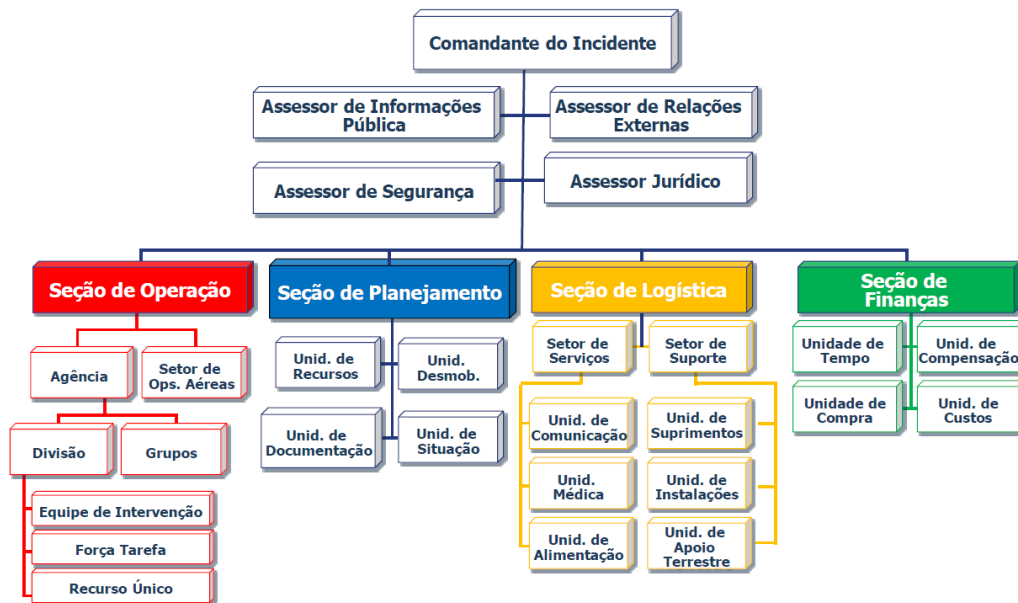 Comandante do Incidente
Assessor de Informações
Pública
Assessor de Relações
Externas
Assessor de Segurança
Assessor Jurídico
Seção de Operação
Seção de Planejamento
Seção de Logística
Seção de
Finanças
Agência
Setor de
Ops. Aéreas
Divisão
Grupos
Equipe de Intervenção
Força Tarefa
Recurso Único
Unid. de
Recursos
Unid.
Desmob.
Unid. de
Documentação
Unid. de
Situação
Setor de
Serviços
Setor de
Suporte
Unid. de
Comunicação
Unid. de
Suprimentos
Unid.
Médica
Unid. de
Instalações
Unid. de
Alimentação
Unid. de
Apoio
Terrestre
Unidade de
Tempo
Unid. de
Compensação
Unidade de
Compra
Unid. de
Custos